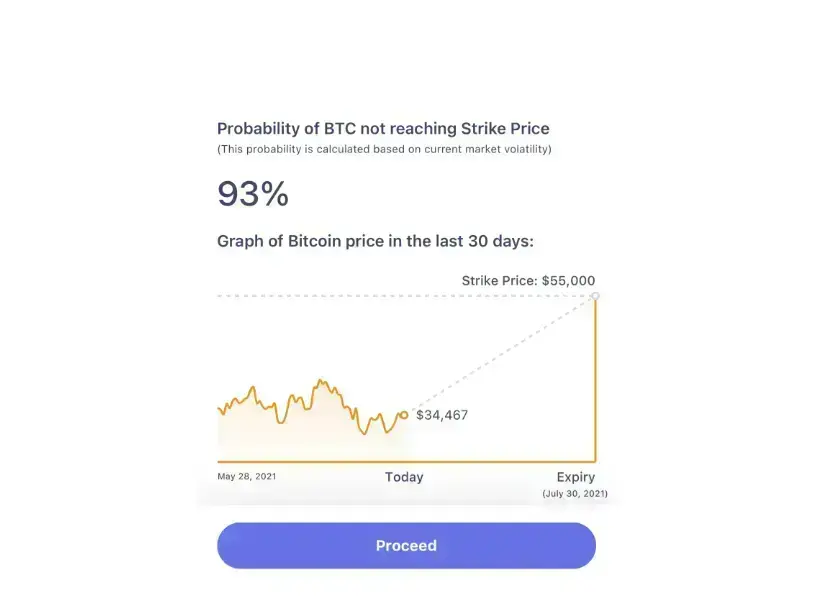 Probability of BTC not reaching Strike Price
(This probability is calculated based on current market volatility)
93%
Graph of Bitcoin price in the last 30 days:
Strike Price: $55,000
$34,467
May 28, 2021
Today
Expiry
(July 30, 2021)
Proceed